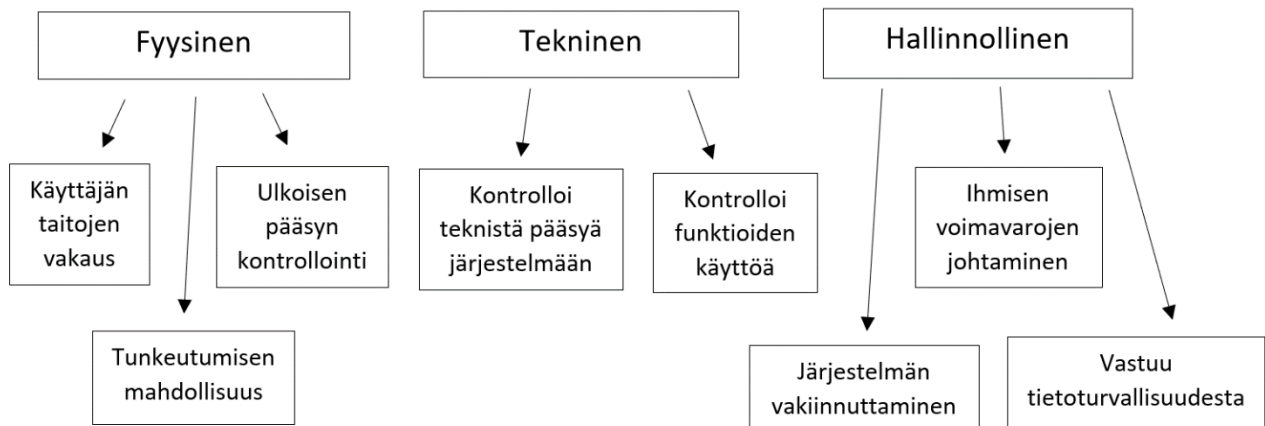 Fyysinen
Tekninen
Hallinnollinen
Käyttäjän
taitojen
vakaus
Ulkoisen
pääsyn
kontrollointi
Kontrolloi
teknistä pääsyä
järjestelmään
Kontrolloi
funktioiden
käyttöä
Ihmisen
voimavarojen
johtaminen
Tunkeutumisen
mahdollisuus
Järjestelmän
vakiinnuttaminen
Vastuu
tietoturvallisuudesta